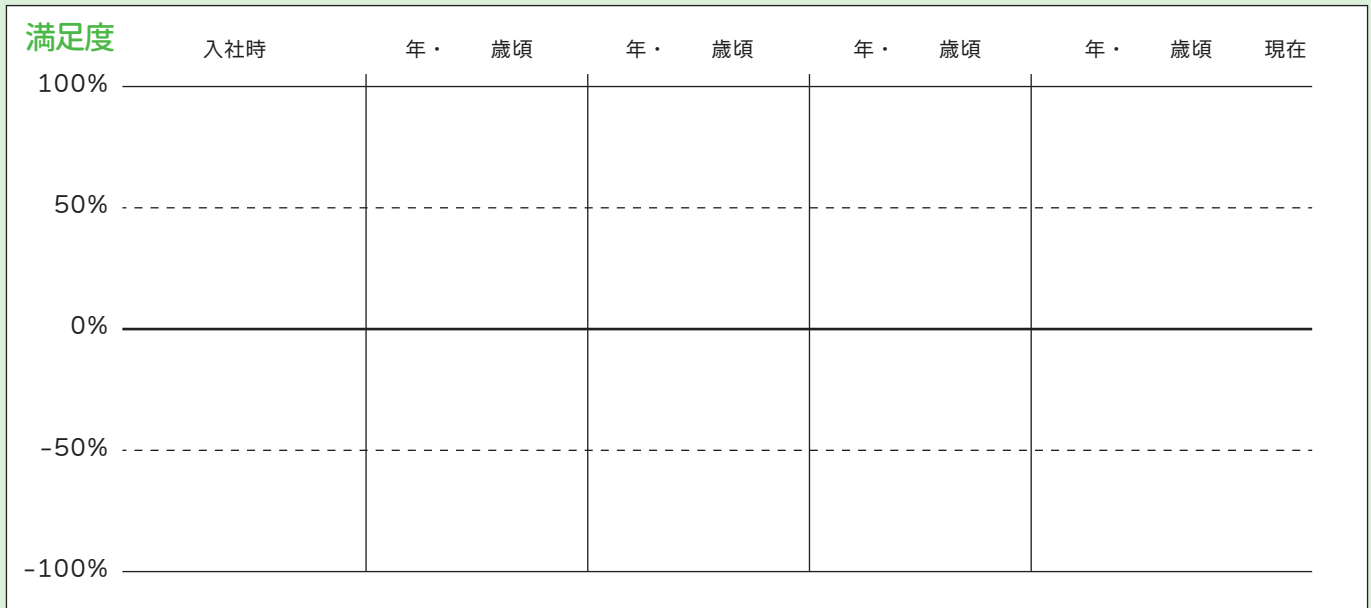 満足度
入社時 年・ 歳頃 年・ 歳頃 年・ 歳頃 年・ 歳頃 現在
100%
50%
0%
-50%
-100%